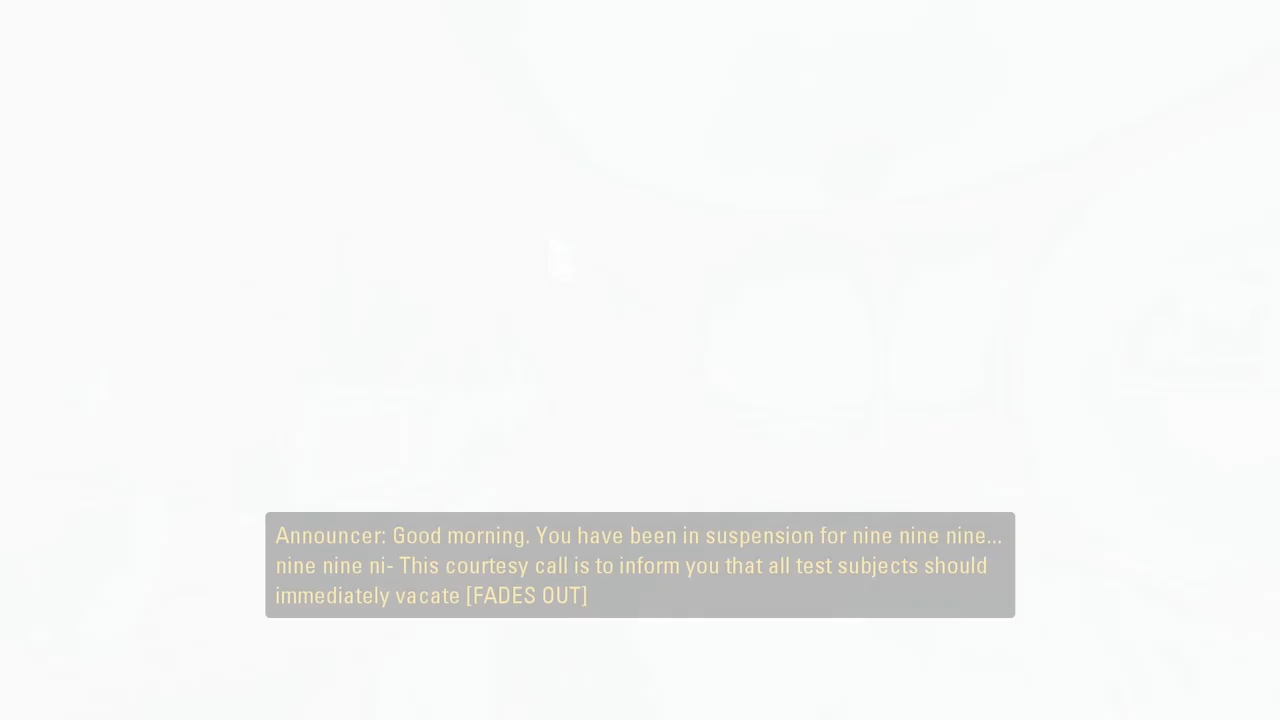 Announcer: Good morning. You have been in suspension for nine nine nine...
nine nine ni- This courtesy call is to inform you that all test subjects should
immediately vacate [FADES OUT]